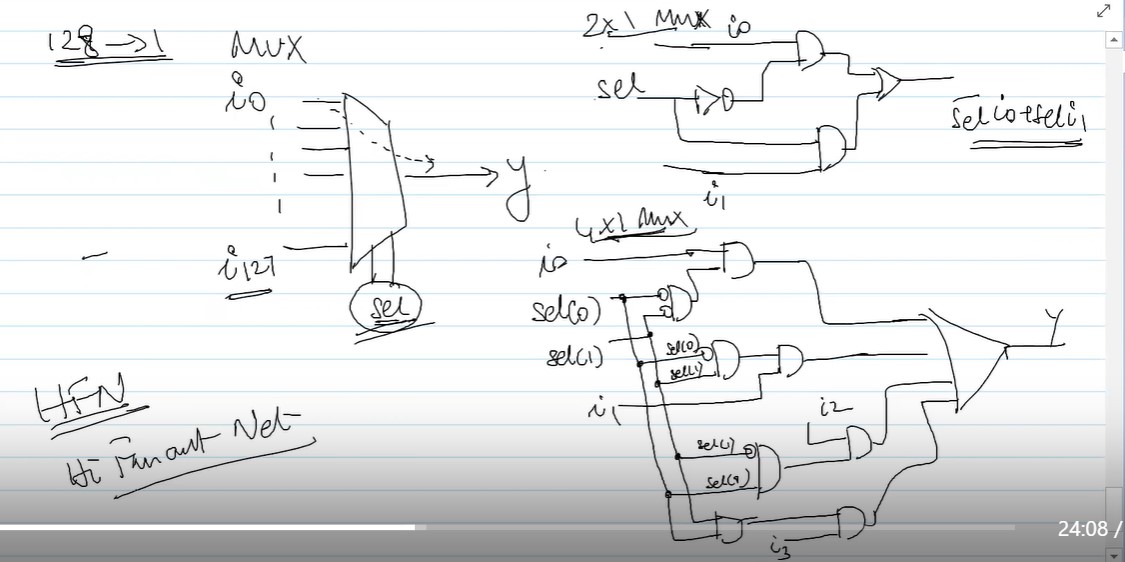 128→1 MUX
i0
i127
sel
y
HFN
Hi Fanout Net
2x1 MUX i0
sel
i1
sel i0+sel i1
4x1 Mux
i0
sel(0)
sel(1)
sel(0)
sel(1)
i1
i2
sel(1)
sel(0)
i3
Y
24:08 /